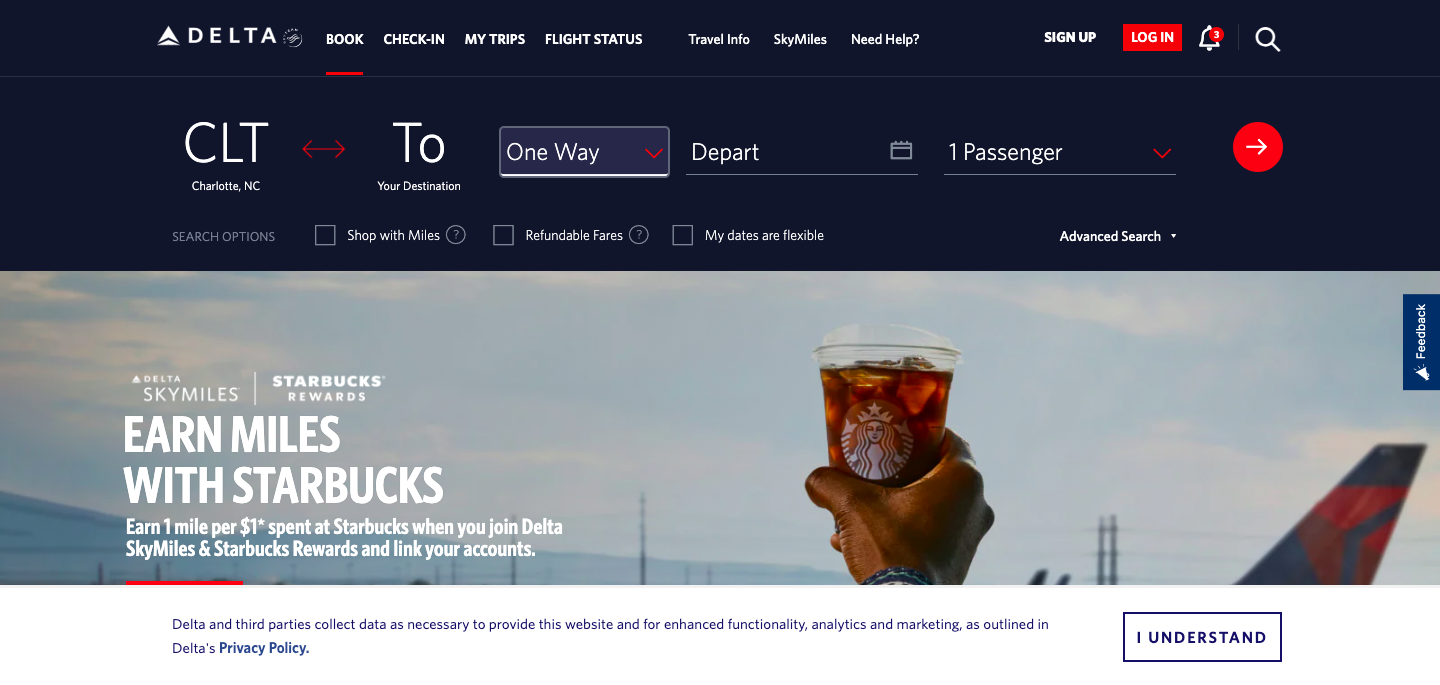 DELTA
BOOK
CHECK-IN
MY TRIPS
FLIGHT STATUS
Travel Info
SkyMiles
Need Help?
SIGN UP
LOG IN
3
CLT
Charlotte, NC
To
Your Destination
One Way
Depart
1 Passenger
SEARCH OPTIONS
Shop with Miles ?
Refundable Fares ?
My dates are flexible
Advanced Search
Feedback
DELTA
SKYMILES
STARBUCKS®
REWARDS
EARN MILES
WITH STARBUCKS
Earn 1 mile per $1* spent at Starbucks when you join Delta
SkyMiles & Starbucks Rewards and link your accounts.
Delta and third parties collect data as necessary to provide this website and for enhanced functionality, analytics and marketing, as outlined in
Delta's Privacy Policy.
I UNDERSTAND